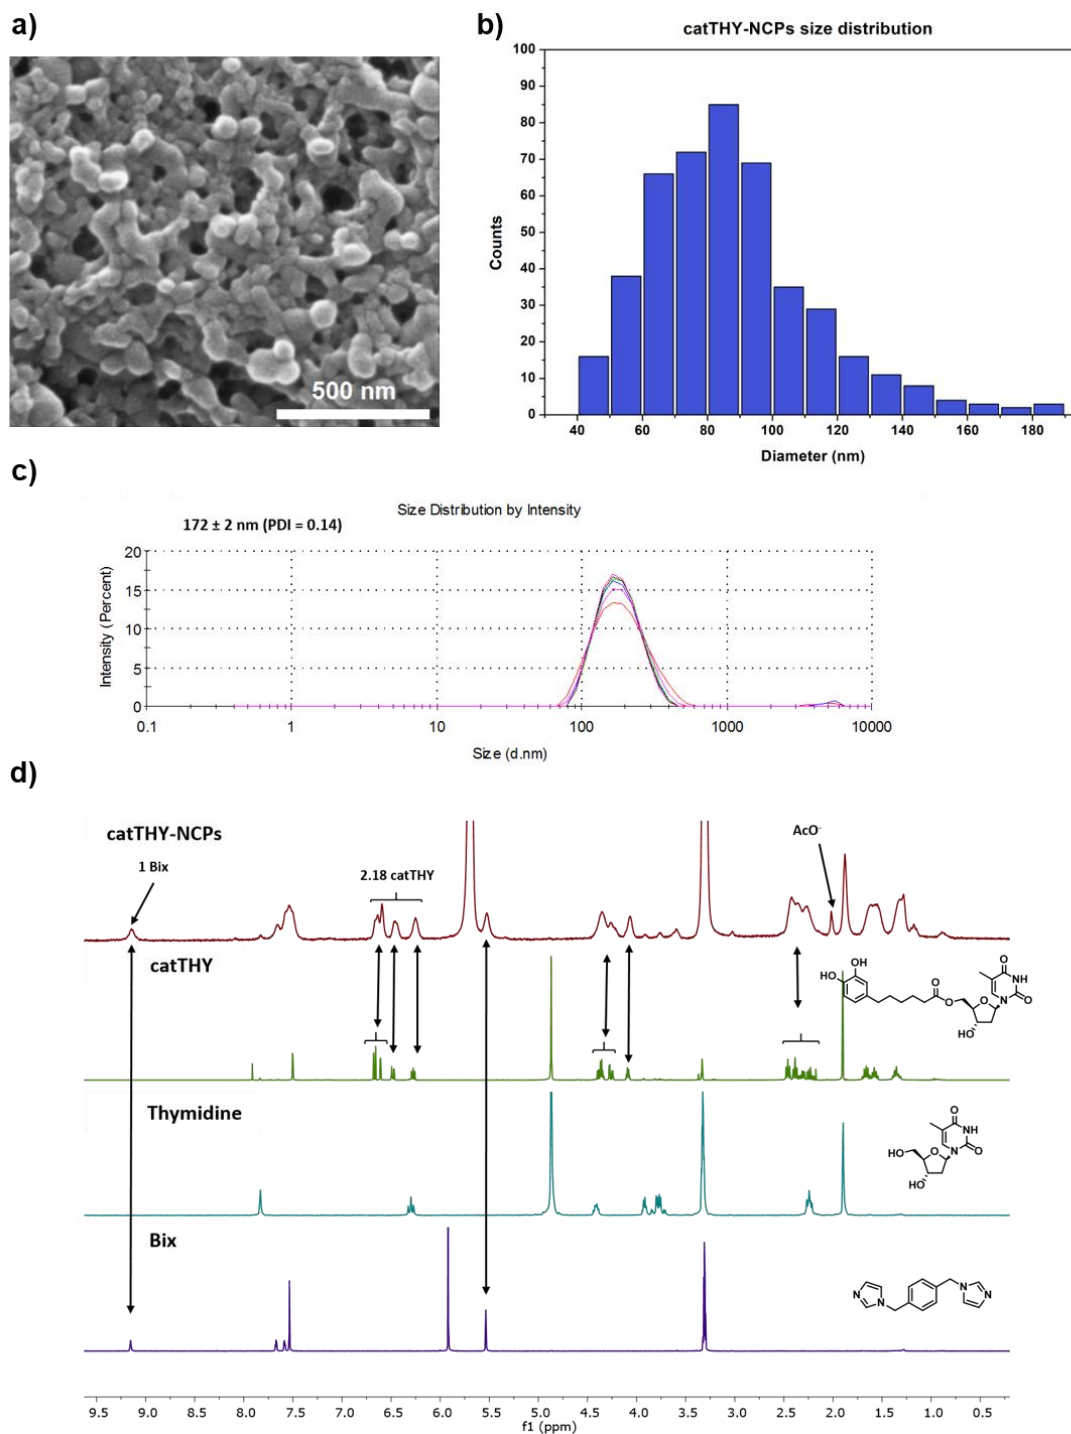 a)
500 nm
b)
catTHY-NCPs size distribution
100
90
80
70
60
50
40
30
20
10
0
Counts
40 60 80 100 120 140 160 180
Diameter (nm)
c)
Size Distribution by Intensity
172 ± 2 nm (PDI = 0.14)
20
15
10
5
0
Intensity (Percent)
0.1 1 10 100 1000 10000
Size (d.nm)
d)
catTHY-NCPs
1 Bix
2.18 catTHY
AcO-
catTHY
OH
HO
O
O
O
HO
N
O
NH
O
Thymidine
HO
O
HO
N
O
NH
O
Bix
N
N
N
N
9.5 9.0 8.5 8.0 7.5 7.0 6.5 6.0 5.5 5.0 4.5 4.0 3.5 3.0 2.5 2.0 1.5 1.0 0.5
f1 (ppm)